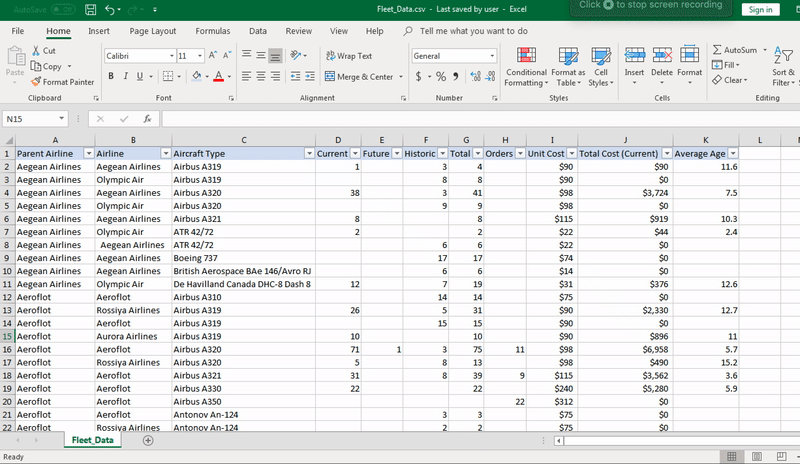 AutoSave Off Fleet_Data.csv - Last saved by user - Excel Click to stop screen recording Sign in
File Home Insert Page Layout Formulas Data Review View Help Tell me what you want to do
Paste Cut Calibri 11 Wrap Text General Conditional Formatting Format as Table Cell Styles Insert Delete Format AutoSum Sort & Filter
Copy Merge & Center Fill
Format Painter Clear
Clipboard Font Alignment Number Styles Cells Editing
N15 fx
A B C D E F G H I J K L
1 Parent Airline Airline Aircraft Type Current Future Historic Total Orders Unit Cost Total Cost (Current) Average Age
2 Aegean Airlines Aegean Airlines Airbus A319 1 3 4 $90 $90 11.6
3 Aegean Airlines Olympic Air Airbus A319 8 8 $90 $0
4 Aegean Airlines Aegean Airlines Airbus A320 38 3 41 $98 $3,724 7.5
5 Aegean Airlines Olympic Air Airbus A320 9 9 $98 $0
6 Aegean Airlines Aegean Airlines Airbus A321 8 8 $115 $919 10.3
7 Aegean Airlines Olympic Air ATR 42/72 2 2 $22 $44 2.4
8 Aegean Airlines Aegean Airlines ATR 42/72 6 6 $22 $0
9 Aegean Airlines Aegean Airlines Boeing 737 17 17 $74 $0
10 Aegean Airlines Aegean Airlines British Aerospace BAe 146/Avro RJ 6 6 $14 $0
11 Aegean Airlines Olympic Air De Havilland Canada DHC-8 Dash 8 12 7 19 $31 $376 12.6
12 Aeroflot Aeroflot Airbus A310 14 14 $75 $0
13 Aeroflot Rossiya Airlines Airbus A319 26 5 31 $90 $2,330 12.7
14 Aeroflot Aeroflot Airbus A319 15 15 $90 $0
15 Aeroflot Aurora Airlines Airbus A319 10 10 $90 $896 11
16 Aeroflot Aeroflot Airbus A320 71 1 3 75 11 $98 $6,958 5.7
17 Aeroflot Rossiya Airlines Airbus A320 5 8 13 $98 $490 15.2
18 Aeroflot Aeroflot Airbus A321 31 8 39 9 $115 $3,562 3.6
19 Aeroflot Aeroflot Airbus A330 22 22 $240 $5,280 5.9
20 Aeroflot Aeroflot Airbus A350 22 $312 $0
21 Aeroflot Aeroflot Antonov An-124 3 3 $75 $0
22 Aeroflot Rossiya Airlines Antonov An-124 2 2 $75 $0
Fleet_Data
Ready